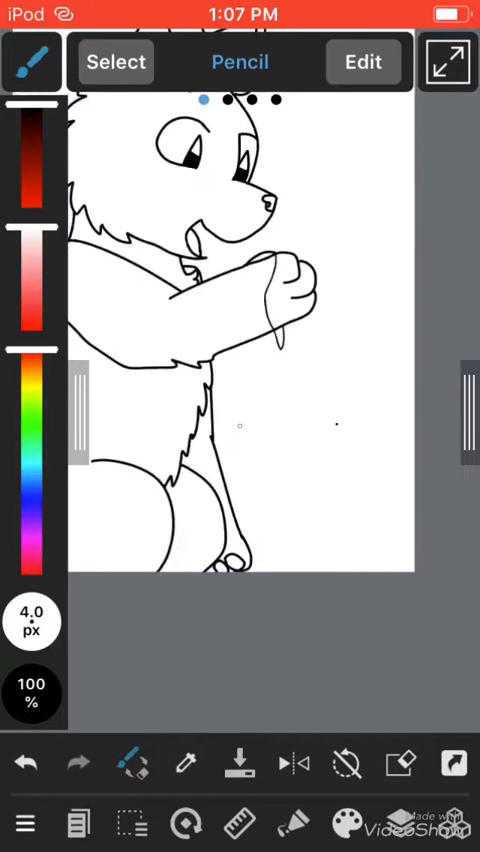 iPod 1:07 PM
Select Pencil Edit
4.0
px
100
%
Made with
VideoShow